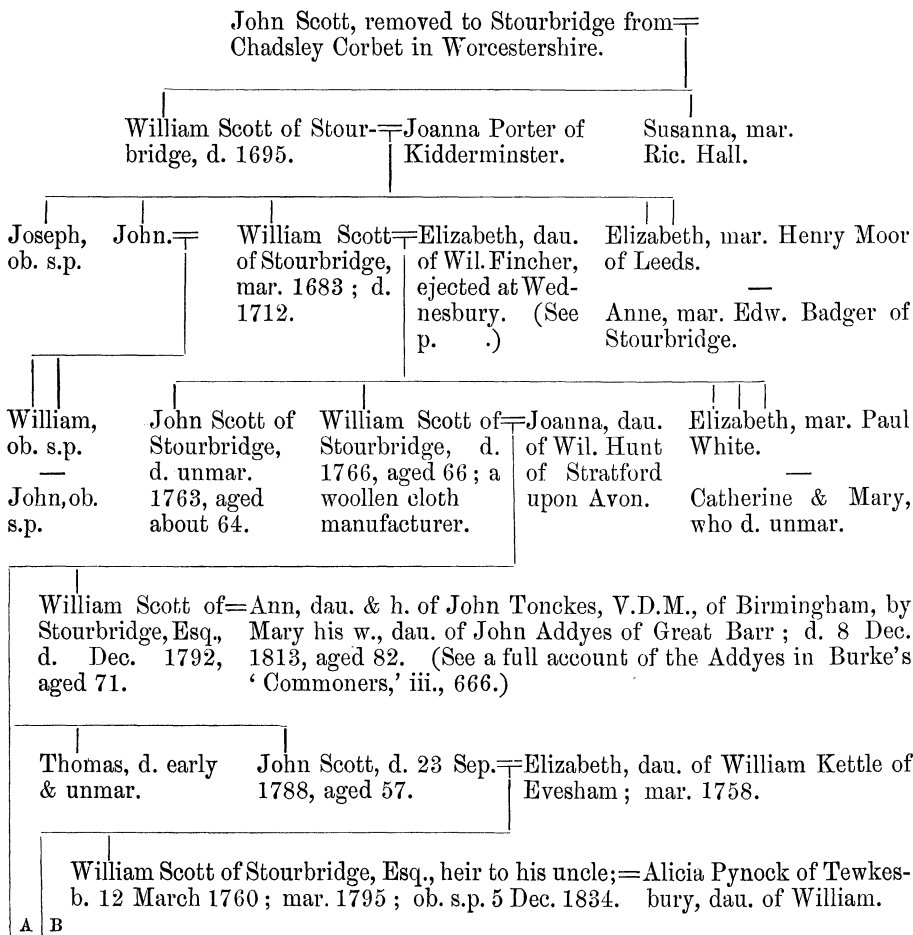 John Scott, removed to Stourbridge from
Chadsley Corbet in Worcestershire.
William Scott of Stour-
bridge, d. 1695.
Joanna Porter of
Kidderminster.
Susanna, mar.
Ric. Hall.
Joseph,
ob. s.p.
John.
William Scott
of Stourbridge,
mar. 1683 ; d.
1712.
Elizabeth, dau.
of Wil. Fincher,
ejected at Wed-
nesbury. (See
p. .)
Elizabeth, mar. Henry Moor
of Leeds.
—
Anne, mar. Edw. Badger of
Stourbridge.
William,
ob. s.p.
—
John, ob.
s.p.
John Scott of
Stourbridge,
d. unmar.
1763, aged
about 64.
William Scott of
Stourbridge, d.
1766, aged 66 ; a
woollen cloth
manufacturer.
Joanna, dau.
of Wil. Hunt
of Stratford
upon Avon.
Elizabeth, mar. Paul
White.
—
Catherine & Mary,
who d. unmar.
William Scott of
Stourbridge, Esq.,
d. Dec. 1792,
aged 71.
Ann, dau. & h. of John Tonckes, V.D.M., of Birmingham, by
Mary his w., dau. of John Addyes of Great Barr ; d. 8 Dec.
1813, aged 82. (See a full account of the Addyes in Burke's
' Commoners,' iii., 666.)
Thomas, d. early
& unmar.
John Scott, d. 23 Sep.
1788, aged 57.
Elizabeth, dau. of William Kettle of
Evesham ; mar. 1758.
William Scott of Stourbridge, Esq., heir to his uncle;
b. 12 March 1760 ; mar. 1795 ; ob. s.p. 5 Dec. 1834.
Alicia Pynock of Tewkes-
bury, dau. of William.
A B